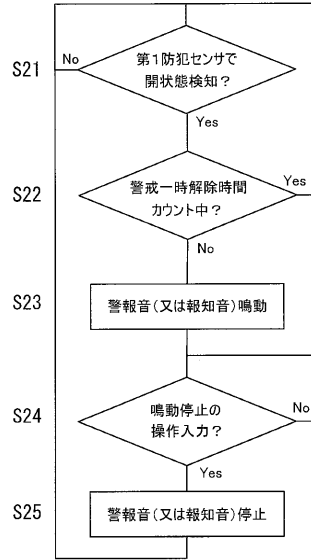 S21
No
第1防犯センサで
開状態検知？
Yes
S22
警戒一時解除時間
カウント中？
Yes
No
S23
警報音(又は報知音)鳴動
S24
鳴動停止の
操作入力？
No
Yes
S25
警報音(又は報知音)停止